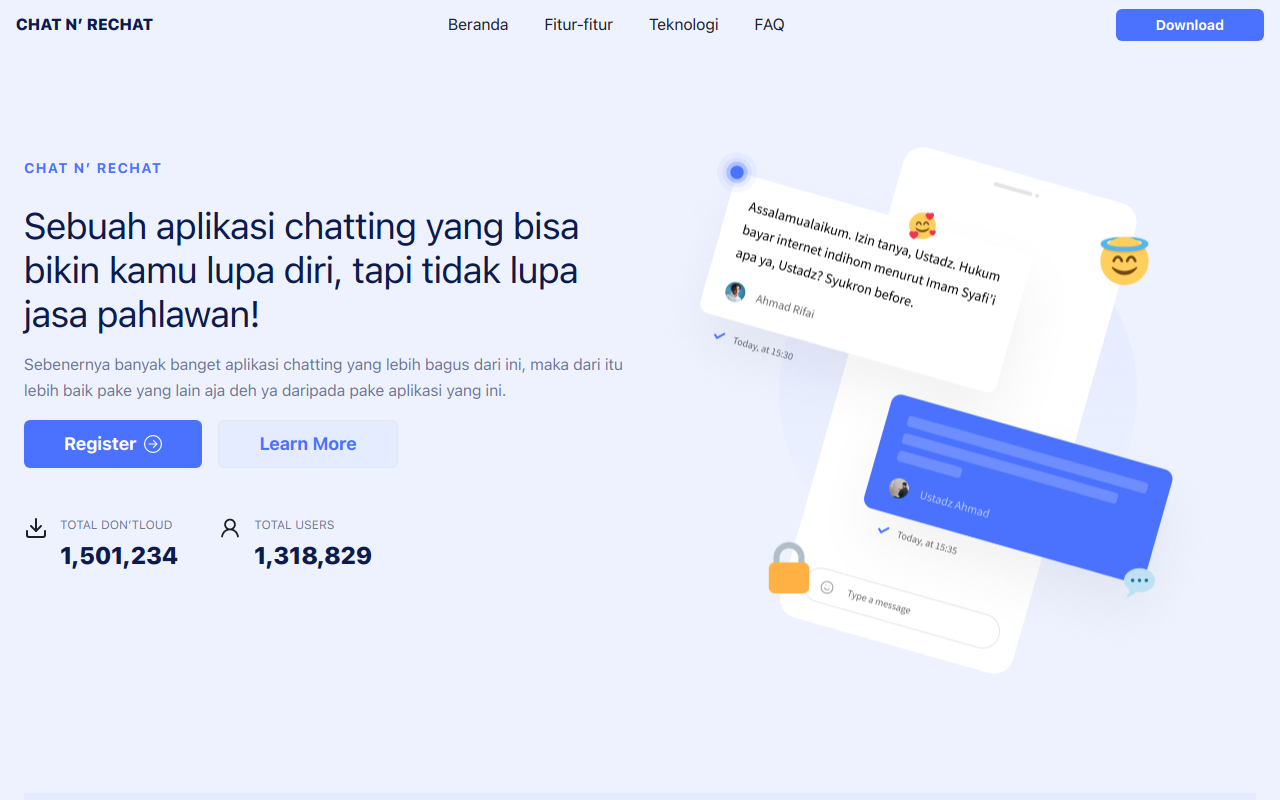 CHAT N’ RECHAT
Beranda
Fitur-fitur
Teknologi
FAQ
Download
CHAT N’ RECHAT
Sebuah aplikasi chatting yang bisa
bikin kamu lupa diri, tapi tidak lupa
jasa pahlawan!
Sebenernya banyak banget aplikasi chatting yang lebih bagus dari ini, maka dari itu
lebih baik pake yang lain aja deh ya daripada pake aplikasi yang ini.
Register
Learn More
TOTAL DON’TLOUD
1,501,234
TOTAL USERS
1,318,829
Assalamualaikum. Izin tanya, Ustadz. Hukum
bayar internet indihom menurut Imam Syafi’i
apa ya, Ustadz? Syukron before.
Ahmad Rifai
Today, at 15:30
Ustadz Ahmad
Today, at 15:35
Type a message